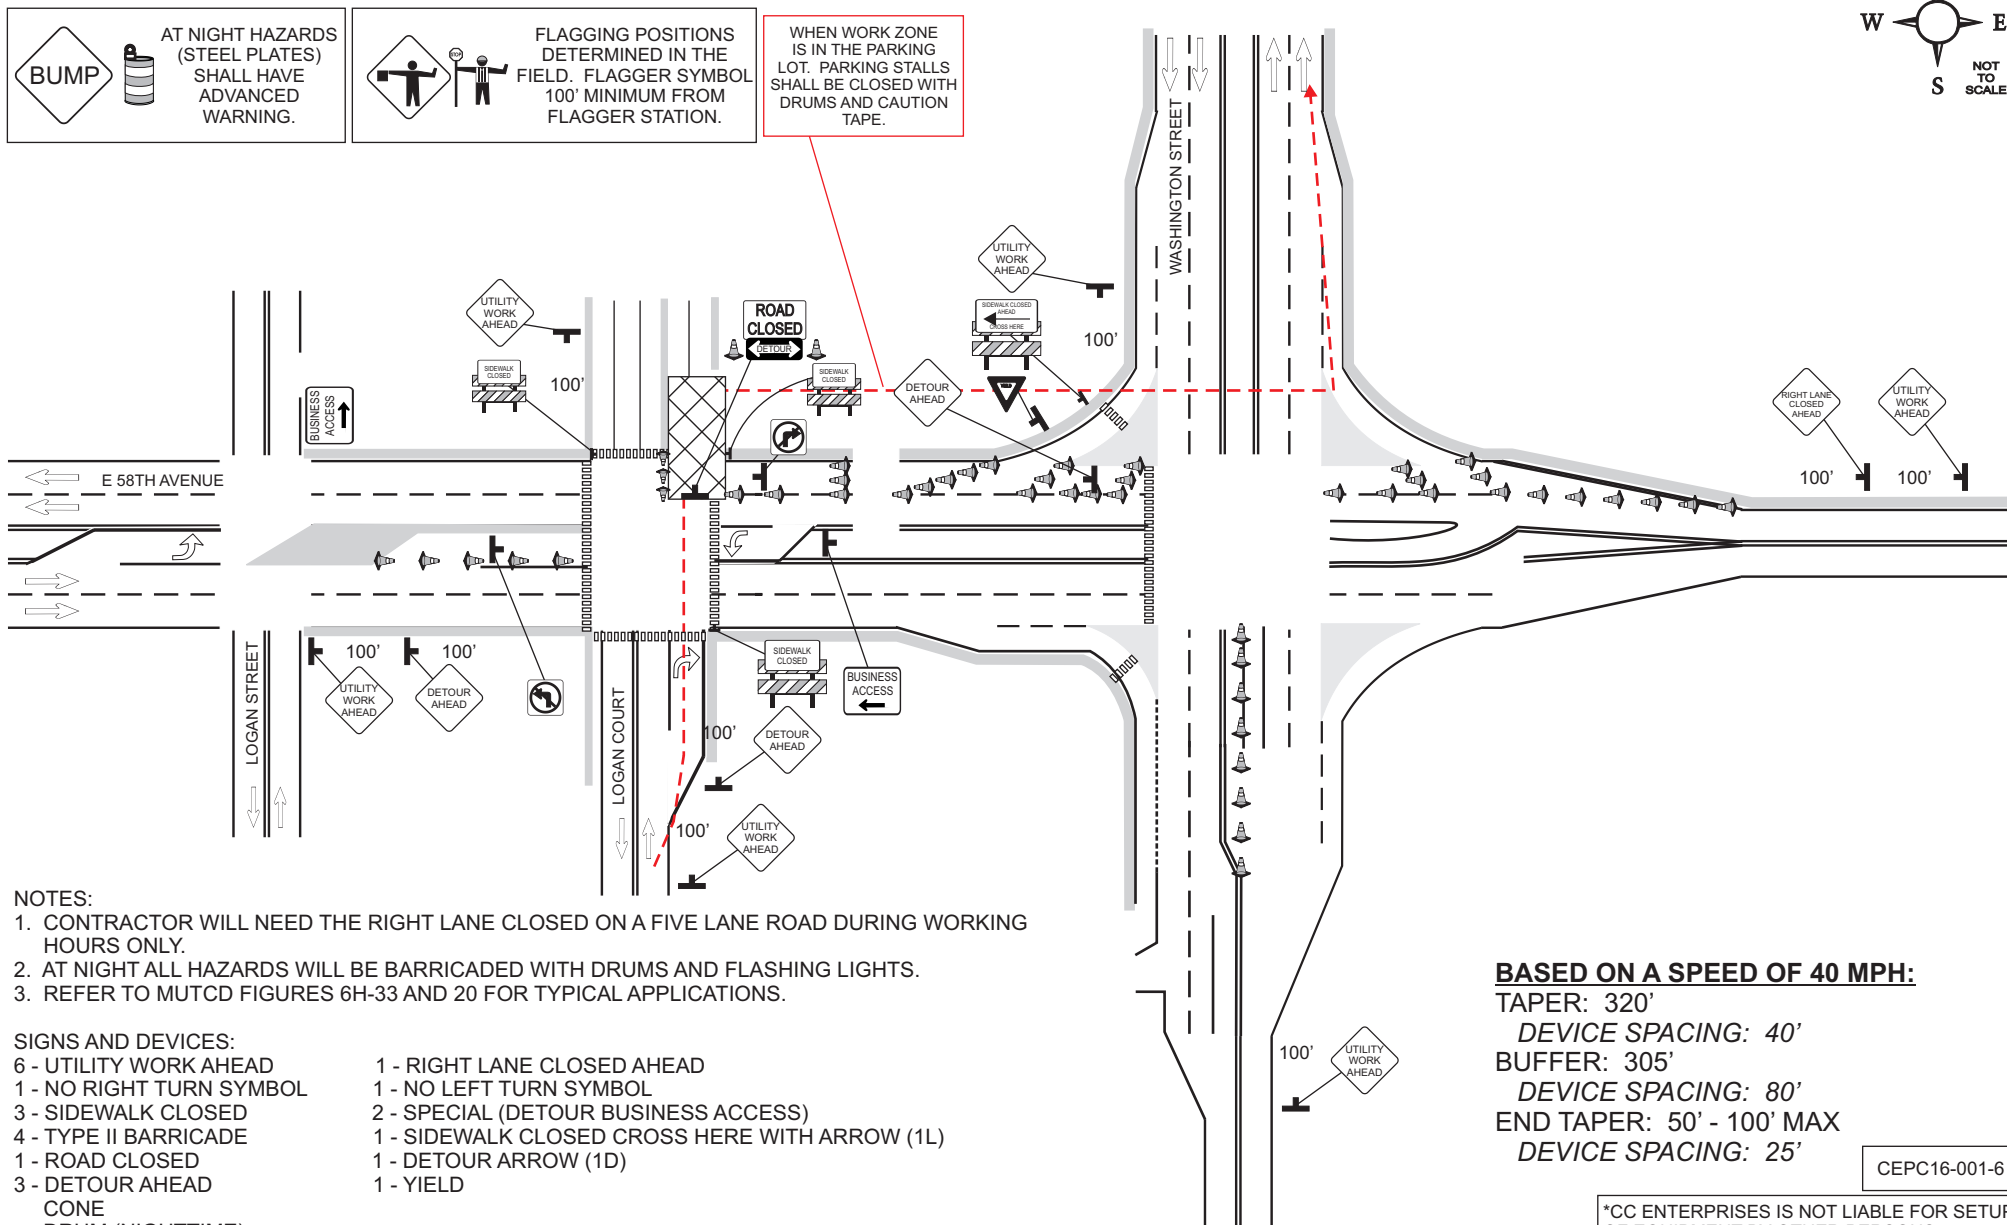 BUMP
AT NIGHT HAZARDS
(STEEL PLATES)
SHALL HAVE
ADVANCED
WARNING.
STOP
FLAGGING POSITIONS
DETERMINED IN THE
FIELD. FLAGGER SYMBOL
100' MINIMUM FROM
FLAGGER STATION.
WHEN WORK ZONE
IS IN THE PARKING
LOT. PARKING STALLS
SHALL BE CLOSED WITH
DRUMS AND CAUTION
TAPE.
W
E
S
NOT
TO
SCALE
WASHINGTON STREET
UTILITY
WORK
AHEAD
100'
SIDEWALK
CLOSED
BUSINESS
ACCESS
ROAD
CLOSED
DETOUR
SIDEWALK
CLOSED
UTILITY
WORK
AHEAD
100'
SIDEWALK CLOSED
AHEAD
CROSS HERE
DETOUR
AHEAD
YIELD
RIGHT LANE
CLOSED
AHEAD
100'
UTILITY
WORK
AHEAD
100'
E 58TH AVENUE
LOGAN STREET
100'
UTILITY
WORK
AHEAD
100'
DETOUR
AHEAD
LOGAN COURT
SIDEWALK
CLOSED
BUSINESS
ACCESS
100'
DETOUR
AHEAD
100'
UTILITY
WORK
AHEAD
100'
UTILITY
WORK
AHEAD
NOTES:
1. CONTRACTOR WILL NEED THE RIGHT LANE CLOSED ON A FIVE LANE ROAD DURING WORKING
HOURS ONLY.
2. AT NIGHT ALL HAZARDS WILL BE BARRICADED WITH DRUMS AND FLASHING LIGHTS.
3. REFER TO MUTCD FIGURES 6H-33 AND 20 FOR TYPICAL APPLICATIONS.
SIGNS AND DEVICES:
6 - UTILITY WORK AHEAD
1 - NO RIGHT TURN SYMBOL
3 - SIDEWALK CLOSED
4 - TYPE II BARRICADE
1 - ROAD CLOSED
3 - DETOUR AHEAD
CONE
DRUM (NIGHTTIME)
1 - RIGHT LANE CLOSED AHEAD
1 - NO LEFT TURN SYMBOL
2 - SPECIAL (DETOUR BUSINESS ACCESS)
1 - SIDEWALK CLOSED CROSS HERE WITH ARROW (1L)
1 - DETOUR ARROW (1D)
1 - YIELD
BASED ON A SPEED OF 40 MPH:
TAPER: 320'
DEVICE SPACING: 40'
BUFFER: 305'
DEVICE SPACING: 80'
END TAPER: 50' - 100' MAX
DEVICE SPACING: 25'
CEPC16-001-6
*CC ENTERPRISES IS NOT LIABLE FOR SETUP